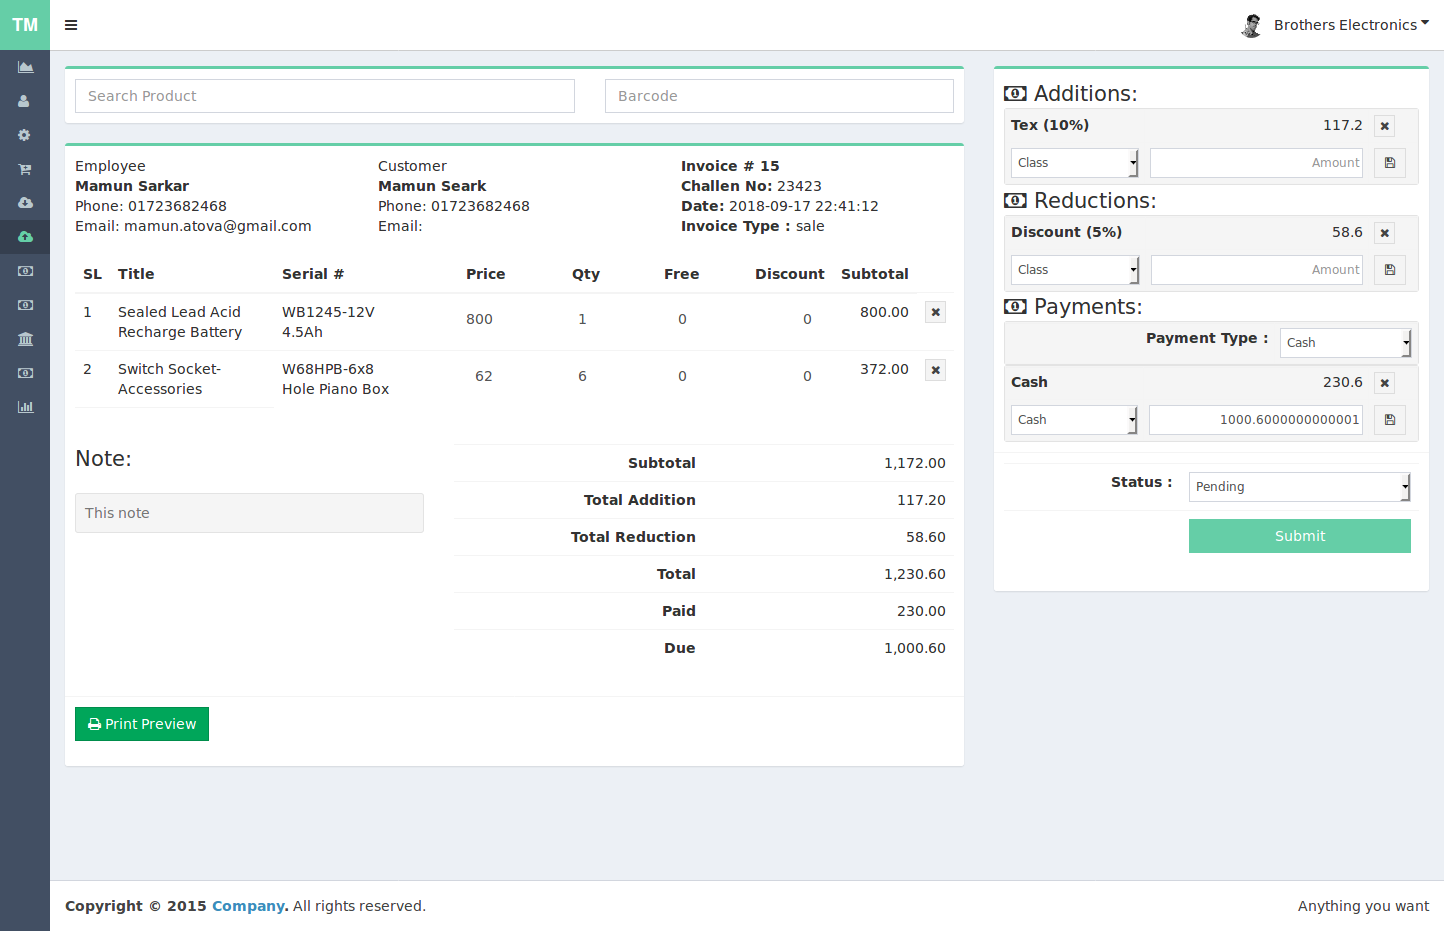 TM
Brothers Electronics
Search Product
Barcode
Employee
Mamun Sarkar
Phone: 01723682468
Email: mamun.atova@gmail.com
Customer
Mamun Seark
Phone: 01723682468
Email:
Invoice # 15
Challen No: 23423
Date: 2018-09-17 22:41:12
Invoice Type : sale
SL Title Serial # Price Qty Free Discount Subtotal
1 Sealed Lead Acid WB1245-12V 800 1 0 0 800.00
Recharge Battery 4.5Ah
2 Switch Socket- W68HPB-6x8 62 6 0 0 372.00
Accessories Hole Piano Box
Note:
This note
Subtotal 1,172.00
Total Addition 117.20
Total Reduction 58.60
Total 1,230.60
Paid 230.00
Due 1,000.60
Print Preview
Additions:
Tex (10%) 117.2
Class Amount
Reductions:
Discount (5%) 58.6
Class Amount
Payments:
Payment Type : Cash
Cash 230.6
Cash 1000.6000000000001
Status : Pending
Submit
Copyright © 2015 Company. All rights reserved.
Anything you want